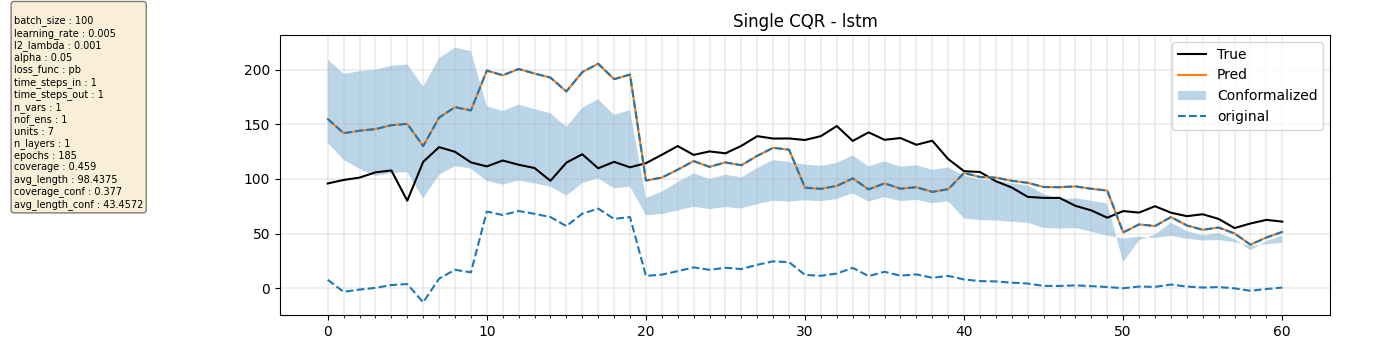 batch_size : 100
learning_rate : 0.005
l2_lambda : 0.001
alpha : 0.05
loss_func : pb
time_steps_in : 1
time_steps_out : 1
n_vars : 1
nof_ens : 1
units : 7
n_layers : 1
epochs : 185
coverage : 0.459
avg_length : 98.4375
coverage_conf : 0.377
avg_length_conf : 43.4572
Single CQR - lstm
200
150
100
50
0
0 10 20 30 40 50 60
True
Pred
Conformalized
original